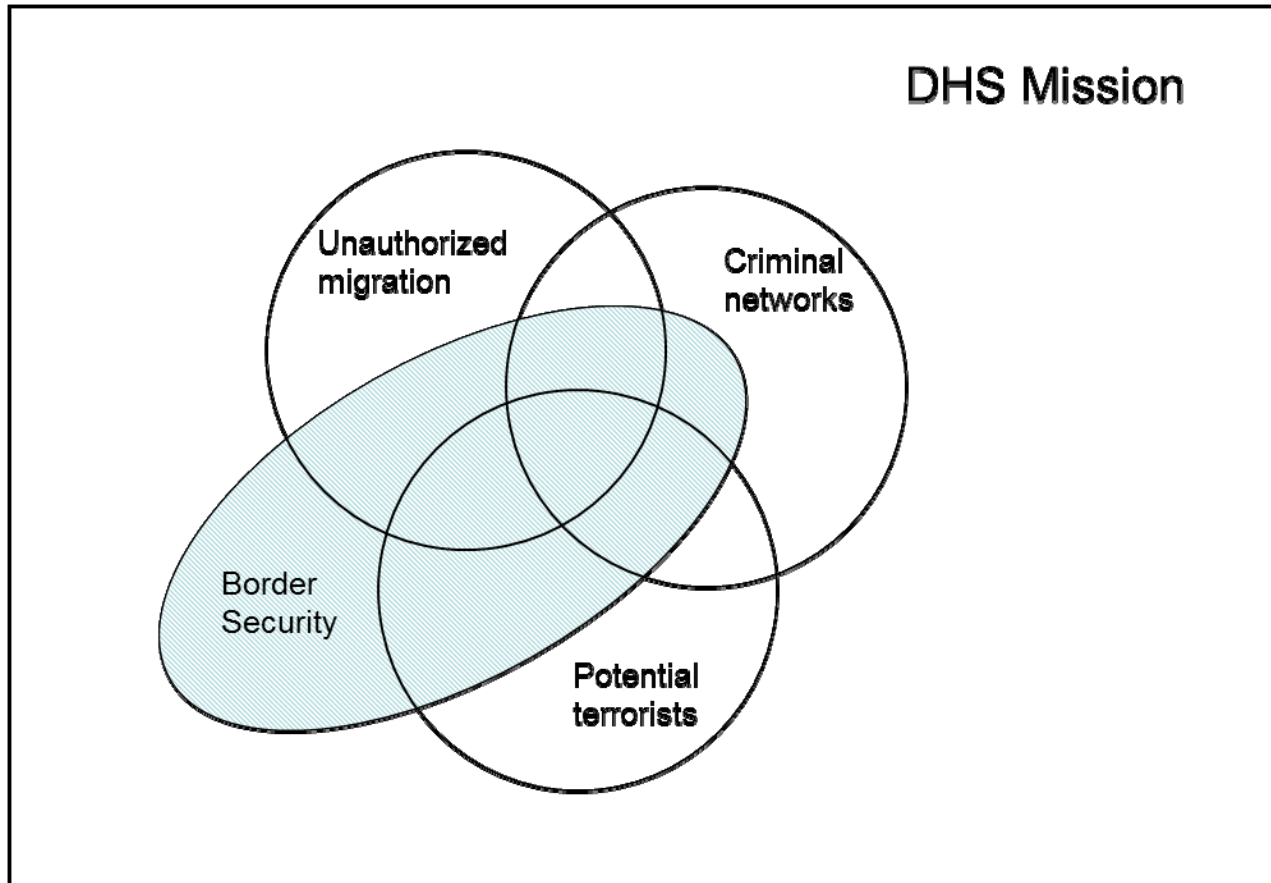 DHS Mission
Unauthorized
migration
Criminal
networks
Border
Security
Potential
terrorists